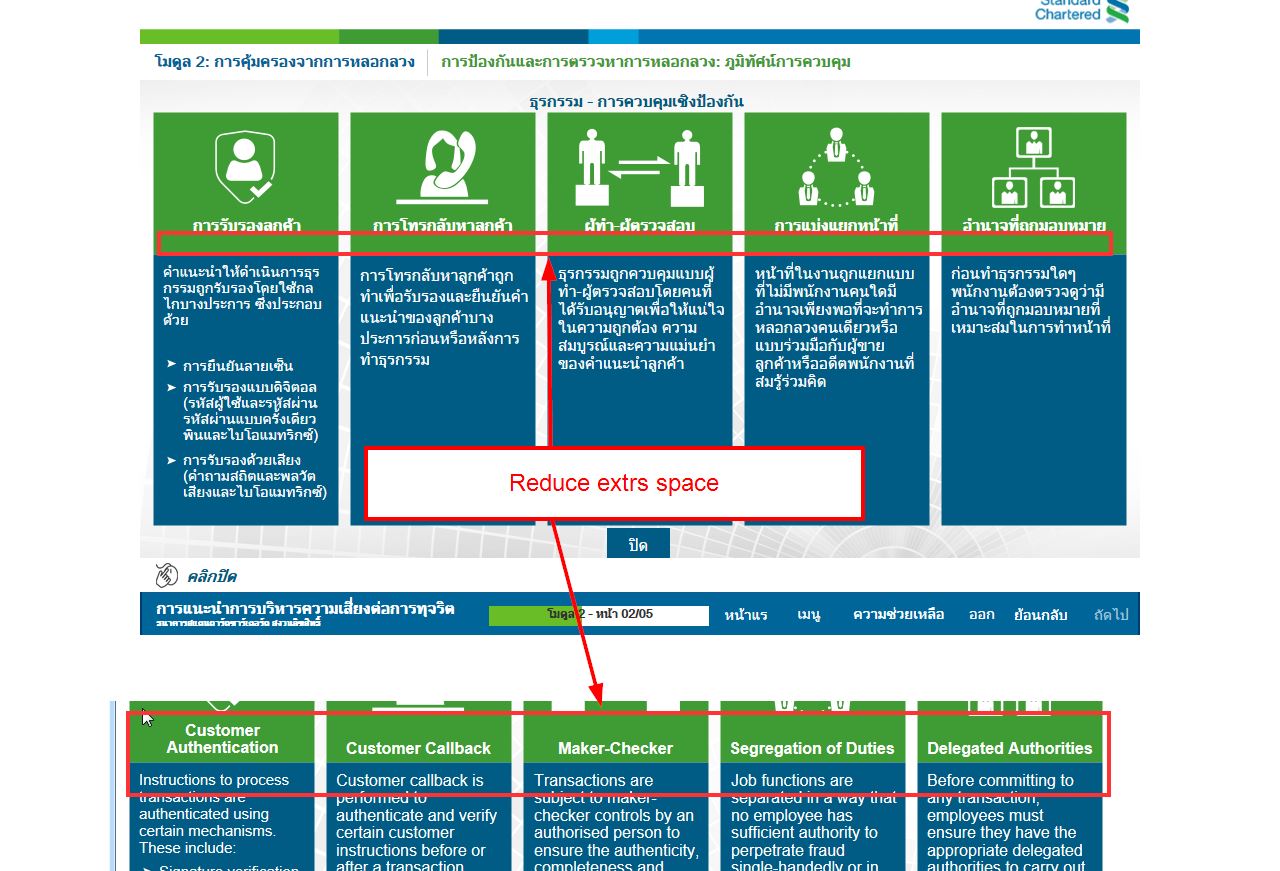 Standard
Chartered
โมดูล 2: การคุ้มครองจากการหลอกลวง
การป้องกันและการตรวจหาการหลอกลวง: ภูมิทัศน์การควบคุม
ธุรกรรม - การควบคุมเชิงป้องกัน
การรับรองลูกค้า
คำแนะนำให้ดำเนินการธุร
กรรมถูกรับรองโดยใช้กล
ไกบางประการ ซึ่งประกอบ
ด้วย
➤ การยืนยันลายเซ็น
➤ การรับรองแบบดิจิตอล
(รหัสผู้ใช้และรหัสผ่าน
รหัสผ่านแบบครั้งเดียว
พินและไบโอแมทริกซ์)
➤ การรับรองด้วยเสียง
(คำถามสถิตและพลวัต
เสียงและไบโอแมทริกซ์)
การโทรกลับหาลูกค้า
การโทรกลับหาลูกค้าถูก
ทำเพื่อรับรองและยืนยันคำ
แนะนำของลูกค้าบาง
ประการก่อนหรือหลังการ
ทำธุรกรรม
ผู้ทำ-ผู้ตรวจสอบ
ธุรกรรมถูกควบคุมแบบผู้
ทำ-ผู้ตรวจสอบโดยคนที่
ได้รับอนุญาตเพื่อให้แน่ใจ
ในความถูกต้อง ความ
สมบูรณ์และความแม่นยำ
ของคำแนะนำลูกค้า
การแบ่งแยกหน้าที่
หน้าที่ในงานถูกแยกแบบ
ที่ไม่มีพนักงานคนใดมี
อำนาจเพียงพอที่จะทำการ
หลอกลวงคนเดียวหรือ
แบบร่วมมือกับผู้ขาย
ลูกค้าหรืออดีตพนักงานที่
สมรู้ร่วมคิด
อำนาจที่ถูกมอบหมาย
ก่อนทำธุรกรรมใดๆ
พนักงานต้องตรวจดูว่ามี
อำนาจที่ถูกมอบหมายที่
เหมาะสมในการทำหน้าที่
Reduce extrs space
ปิด
คลิกปิด
การแนะนำการบริหารความเสี่ยงต่อการทุจริต
โมดูล 2 - หน้า 02/05
หน้าแร
เมนู
ความช่วยเหลือ
ออก
ย้อนกลับ
ถัดไป
Customer
Authentication
Instructions to process
transactions are
authenticated using
certain mechanisms.
These include:
➤ Signature verification
Customer Callback
Customer callback is
performed to
authenticate and verify
certain customer
instructions before or
after a transaction
Maker-Checker
Transactions are
subject to maker-
checker controls by an
authorised person to
ensure the authenticity,
completeness and
Segregation of Duties
Job functions are
separated in a way that
no employee has
sufficient authority to
perpetrate fraud
single-handedly or in
Delegated Authorities
Before committing to
any transaction,
employees must
ensure they have the
appropriate delegated
authorities to carry out